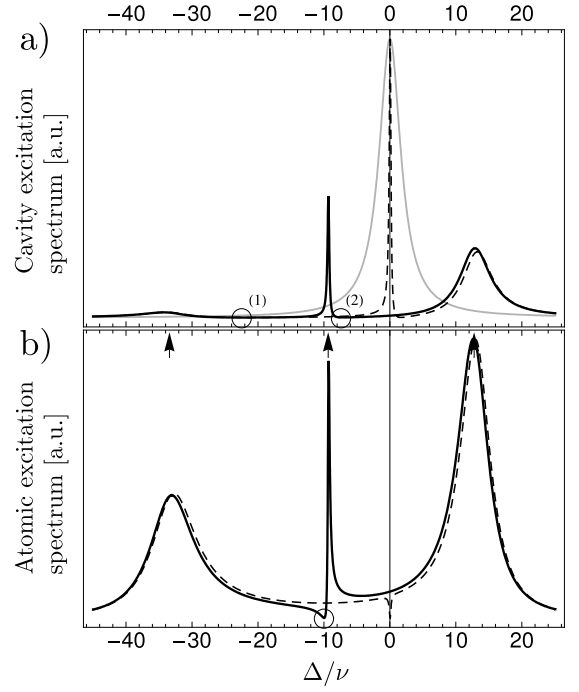 −40 −30 −20 −10 0 10 20
a)
Cavity excitation
spectrum [a.u.]
(1)
(2)
b)
Atomic excitation
spectrum [a.u.]
−40 −30 −20 −10 0 10 20
Δ/ν